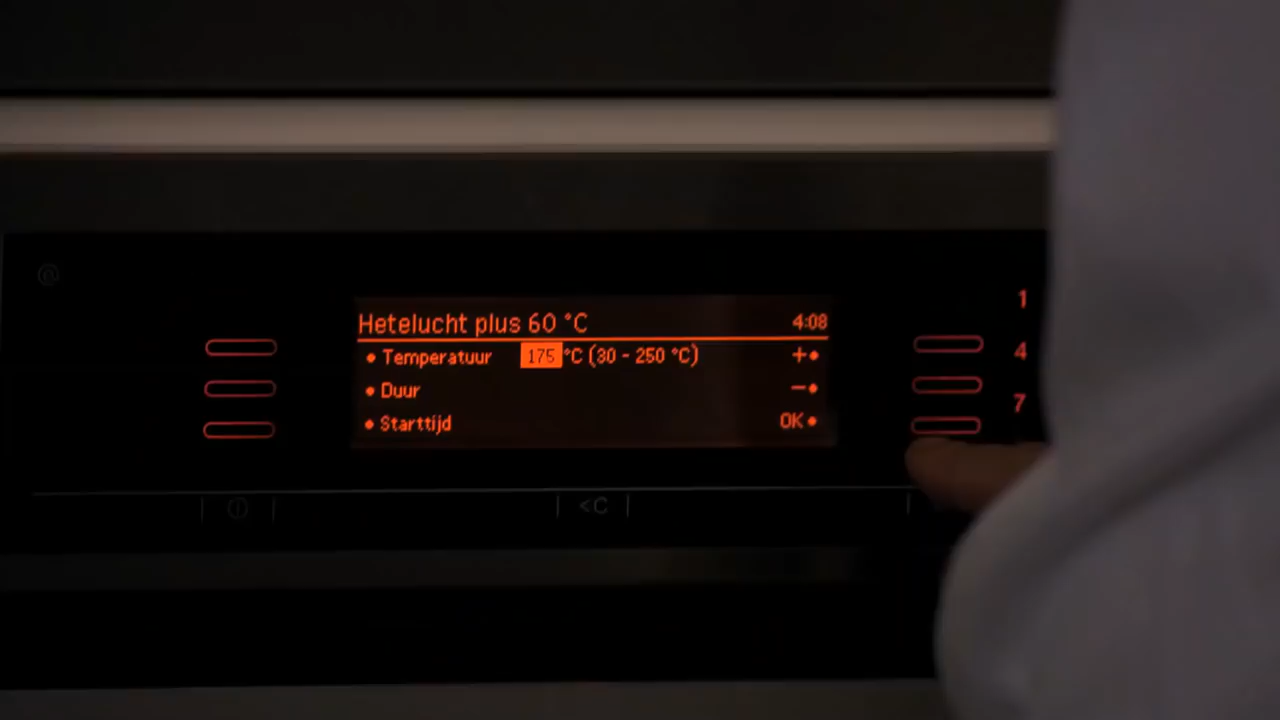 Hetelucht plus 60 °C 4:08
• Temperatuur 175 °C (30 - 250 °C) +•
• Duur −•
• Starttijd OK •
1
4
7
<C